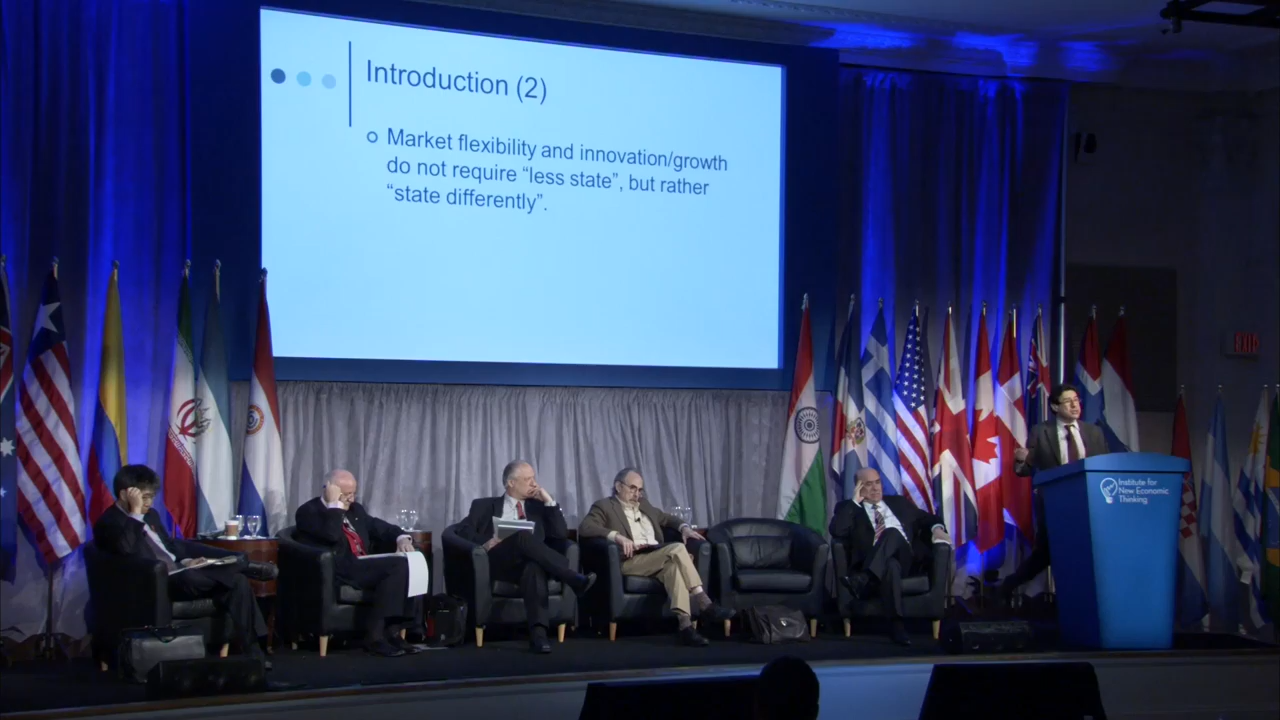 Introduction (2)
Market flexibility and innovation/growth
do not require “less state”, but rather
“state differently”.
EXIT
Institute for
New Economic
Thinking